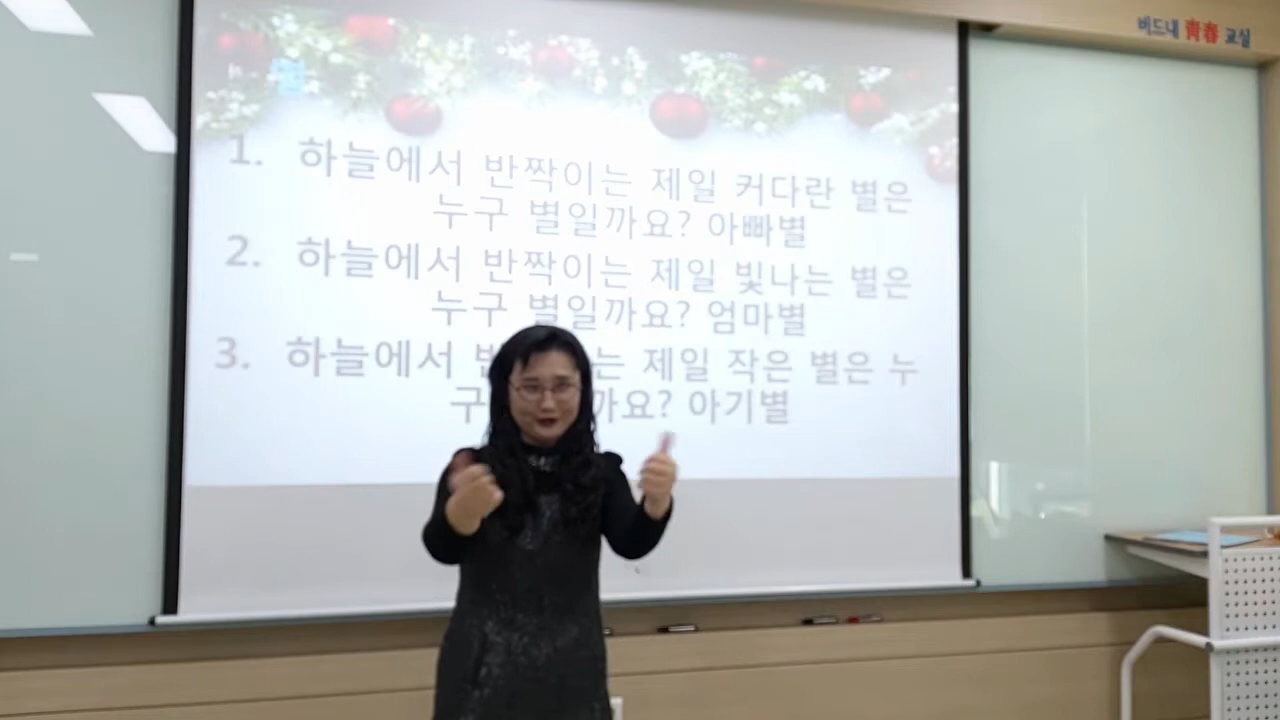 버드내 靑春 교실
별
1. 하늘에서 반짝이는 제일 커다란 별은
누구 별일까요? 아빠별
2. 하늘에서 반짝이는 제일 빛나는 별은
누구 별일까요? 엄마별
3. 하늘에서 는 제일 작은 별은 누
구 까요? 아기별